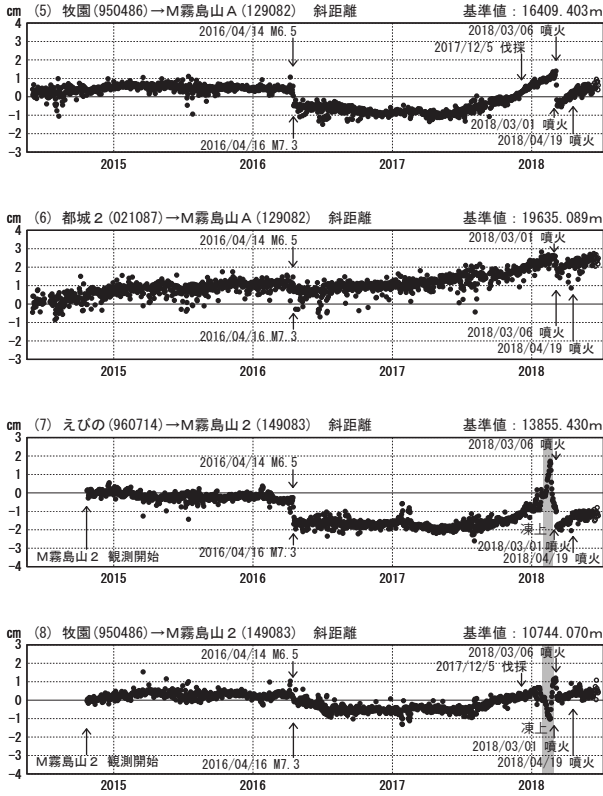 cm (5) 牧園(950486)→M霧島山A(129082) 斜距離 基準値：16409.403m
4
3
2
1
0
-1
-2
-3
2016/04/14 M6.5
2018/03/06 噴火
2017/12/5 伐採
2018/03/01 噴火
2016/04/16 M7.3
2018/04/19 噴火
2015 2016 2017 2018
cm (6) 都城2(021087)→M霧島山A(129082) 斜距離 基準値：19635.089m
4
3
2
1
0
-1
-2
-3
2016/04/14 M6.5
2018/03/01 噴火
2016/04/16 M7.3
2018/03/06 噴火
2018/04/19 噴火
2015 2016 2017 2018
cm (7) えびの(960714)→M霧島山2(149083) 斜距離 基準値：13855.430m
3
2
1
0
-1
-2
-3
-4
2018/03/06 噴火
2016/04/14 M6.5
凍上
M霧島山2 観測開始
2016/04/16 M7.3
2018/03/01 噴火
2018/04/19 噴火
2015 2016 2017 2018
cm (8) 牧園(950486)→M霧島山2(149083) 斜距離 基準値：10744.070m
3
2
1
0
-1
-2
-3
-4
2016/04/14 M6.5
2018/03/06 噴火
2017/12/5 伐採
凍上
2018/03/01 噴火
M霧島山2 観測開始
2016/04/16 M7.3
2018/04/19 噴火
2015 2016 2017 2018